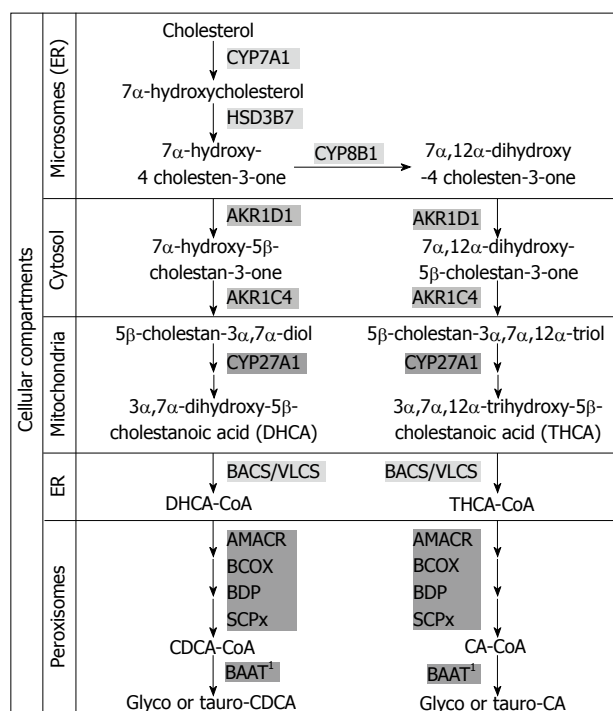 Cellular compartments
Microsomes (ER)
Cholesterol
CYP7A1
7α-hydroxycholesterol
HSD3B7
7α-hydroxy-
4 cholesten-3-one
CYP8B1
7α,12α-dihydroxy
-4 cholesten-3-one
Cytosol
AKR1D1
AKR1D1
7α-hydroxy-5β-
cholestan-3-one
7α,12α-dihydroxy-
5β-cholestan-3-one
AKR1C4
AKR1C4
Mitochondria
5β-cholestan-3α,7α-diol
5β-cholestan-3α,7α,12α-triol
CYP27A1
CYP27A1
3α,7α-dihydroxy-5β-
cholestanoic acid (DHCA)
3α,7α,12α-trihydroxy-5β-
cholestanoic acid (THCA)
ER
BACS/VLCS
BACS/VLCS
DHCA-CoA
THCA-CoA
Peroxisomes
AMACR
BCOX
BDP
SCPx
AMACR
BCOX
BDP
SCPx
CDCA-CoA
CA-CoA
BAAT¹
BAAT¹
Glyco or tauro-CDCA
Glyco or tauro-CA